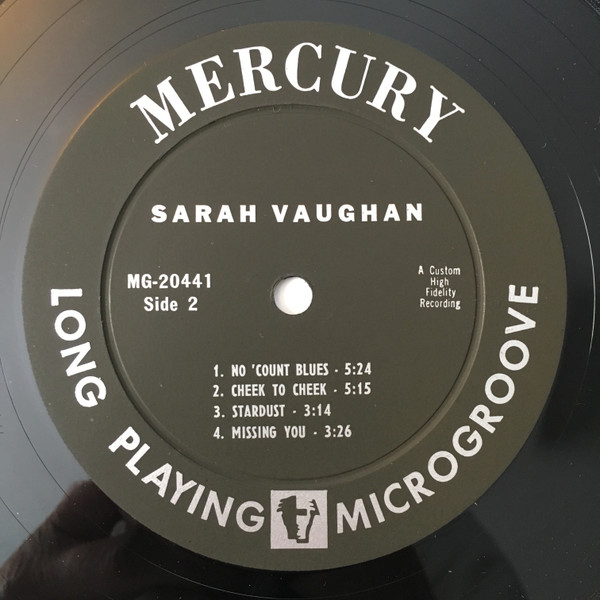 MERCURY
SARAH VAUGHAN
MG-20441
Side 2
A Custom
High
Fidelity
Recording
1. NO 'COUNT BLUES - 5:24
2. CHEEK TO CHEEK - 5:15
3. STARDUST - 3:14
4. MISSING YOU - 3:26
LONG PLAYING MICROGROOVE